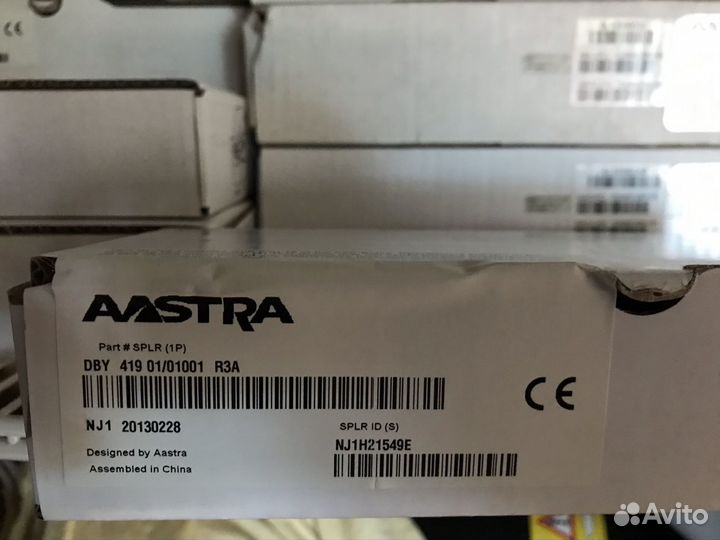 AASTRA
Part # SPLR (1P)
DBY 419 01/01001 R3A
NJ1 20130228
SPLR ID (S)
NJ1H21549E
Designed by Aastra
Assembled in China
CE
CE
Avito